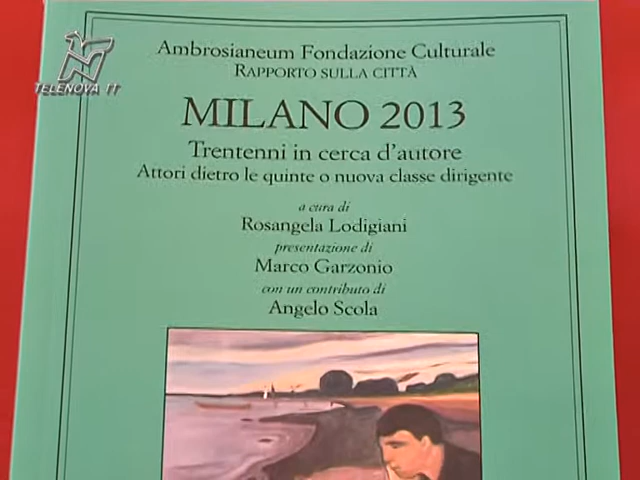 TELENOVA IT
Ambrosianeum Fondazione Culturale
RAPPORTO SULLA CITTÀ
MILANO 2013
Trentenni in cerca d'autore
Attori dietro le quinte o nuova classe dirigente
a cura di
Rosangela Lodigiani
presentazione di
Marco Garzonio
con un contributo di
Angelo Scola